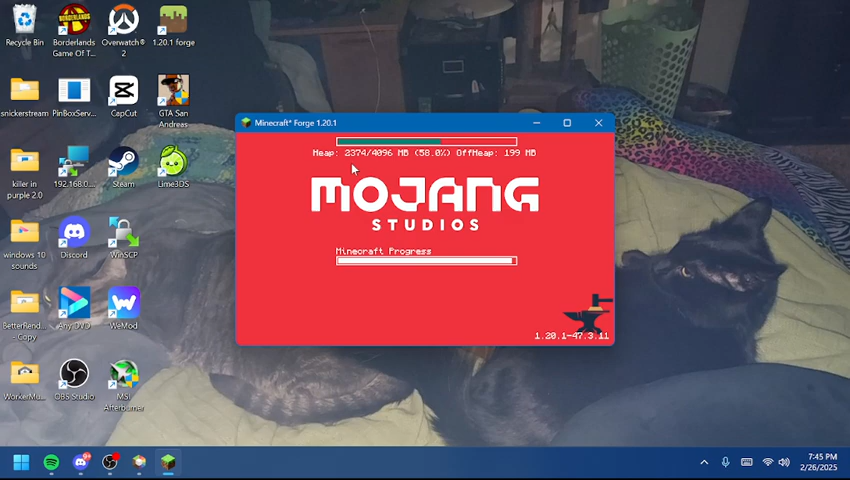 Recycle Bin
Borderlands Game Of T...
Overwatch® 2
1.20.1 forge
snickerstream
PinBoxSer...
CapCut
GTA San Andreas
killer in purple 2.0
192.168.0...
Steam
Lime3DS
windows 10 sounds
Discord
WinSCP
BetterRend... - Copy
AnyDVD
WeMod
WorkerMu...
OBS Studio
MSI Afterburner
Minecraft* Forge 1.20.1
Heap: 2374/4096 MB (58.0%) OffHeap: 199 MB
MOJANG
STUDIOS
Minecraft Progress
1.20.1-47.3.11
7:45 PM
2/26/2025